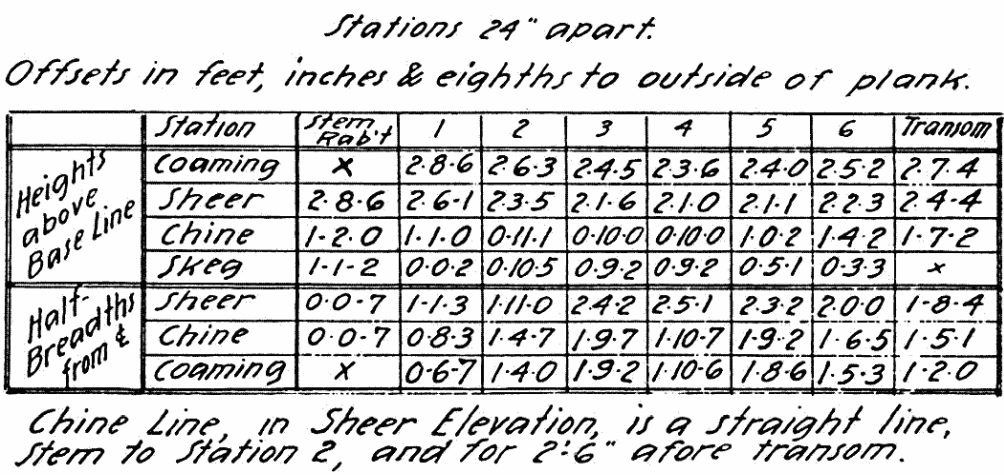 Stations 24" apart.
Offsets in feet, inches & eighths to outside of plank.
Station Stem Rab't 1 2 3 4 5 6 Transom
Heights above Base Line
Coaming x 2·8·6 2·6·3 2·4·5 2·3·6 2·4·0 2·5·2 2·7·4
Sheer 2·8·6 2·6-1 2·3·5 2·1·6 2·1·0 2·1·1 2·2·3 2·4-4
Chine 1-2·0 1·1·0 0·11·1 0·10·0 0·10·0 1·0·2 1·4·2 1·7·2
Skeg 1-1-2 0·0·2 0·10·5 0·9·2 0·9·2 0·5·1 0·3·3 x
Half-Breadths from ℄
Sheer 0·0·7 1-1·3 1·11·0 2·4·2 2·5·1 2·3·2 2·0·0 1-8·4
Chine 0·0·7 0·8·3 1·4·7 1·9·7 1·10·7 1·9·2 1·6·5 1·5·1
Coaming x 0·6·7 1·4·0 1·9·2 1·10·6 1·8·6 1·5·3 1·2·0
Chine Line, in Sheer Elevation, is a straight line,
Stem to Station 2, and for 2'-6" afore transom.